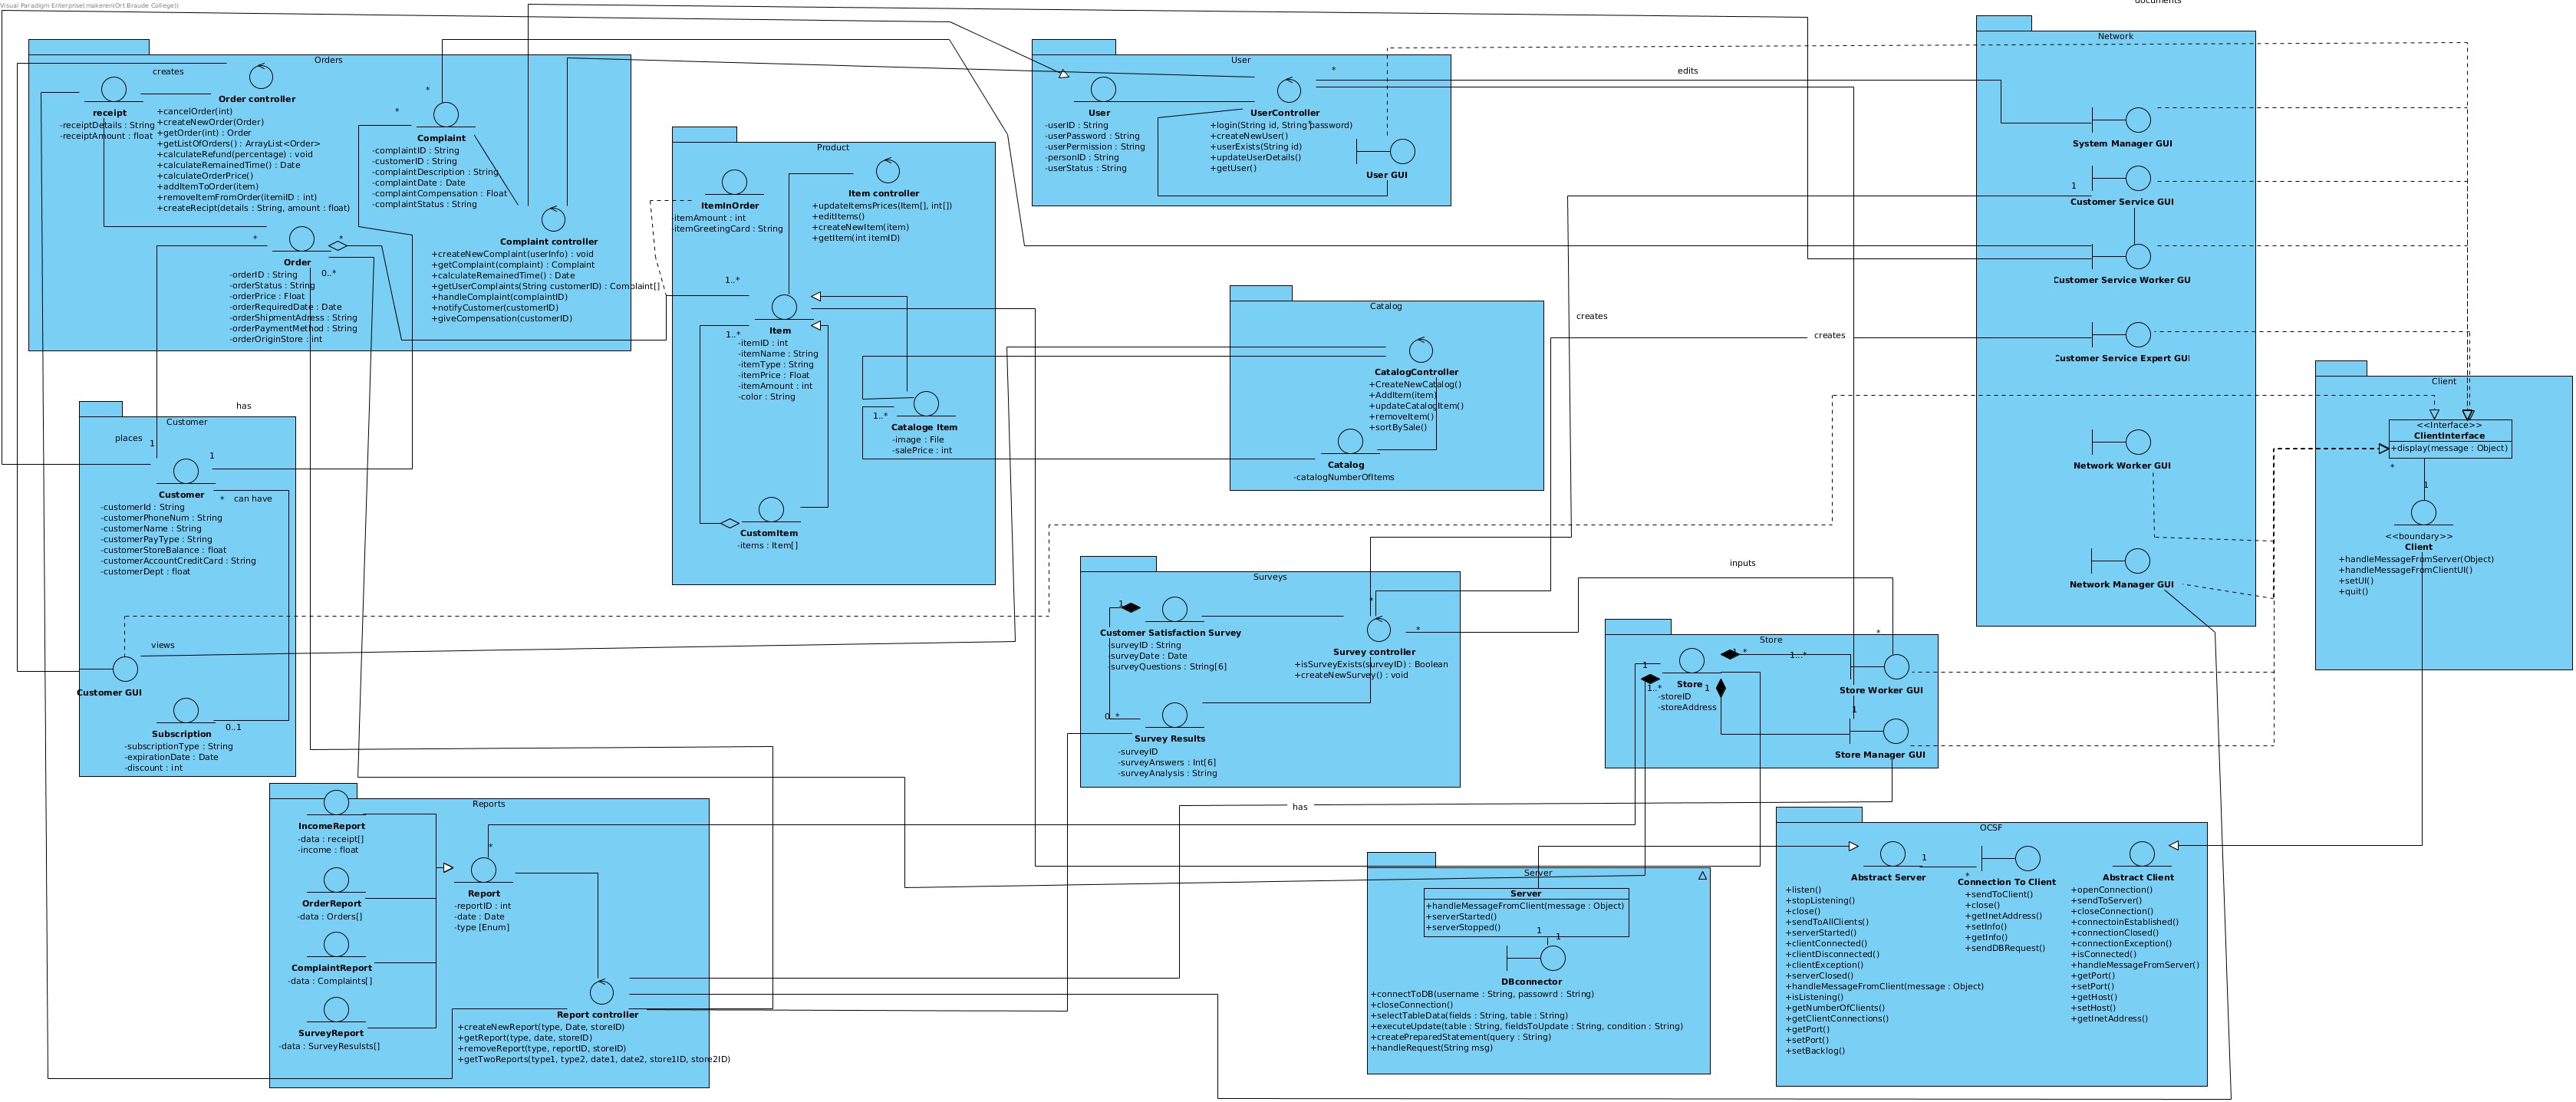 Visual Paradigm Enterprise(makeren(Ort Braude College))
documents
Orders
creates
receipt
-receiptDetails : String
-receiptAmount : float
Order controller
+cancelOrder(int)
+createNewOrder(Order)
+getOrder(int) : Order
+getListOfOrders() : ArrayList<Order>
+calculateRefund(percentage) : void
+calculateRemainedTime() : Date
+calculateOrderPrice()
+addItemToOrder(item)
+removeItemFromOrder(itemID : int)
+createRecipt(details : String, amount : float)
*
*
Complaint
-complaintID : String
-customerID : String
-complaintDescription : String
-complaintDate : Date
-complaintCompensation : Float
-complaintStatus : String
Complaint controller
+createNewComplaint(userInfo) : void
+getComplaint(complaint) : Complaint
+calculateRemainedTime() : Date
+getUserComplaints(String customerID) : Complaint[]
+handleComplaint(complaintID)
+notifyCustomer(customerID)
+giveCompensation(customerID)
*
*
Order
0..*
-orderID : String
-orderStatus : String
-orderPrice : Float
-orderRequiredDate : Date
-orderShipmentAdress : String
-orderPaymentMethod : String
-orderOriginStore : int
User
*
User
-userID : String
-userPassword : String
-userPermission : String
-personID : String
-userStatus : String
UserController
+login(String id, String password)
+createNewUser()
+userExists(String id)
+updateUserDetails()
+getUser()
*
User GUI
edits
Product
ItemInOrder
-itemAmount : int
-itemGreetingCard : String
Item controller
+updateItemsPrices(Item[], int[])
+editItems()
+createNewItem(item)
+getItem(int itemID)
1..*
Item
1..*
-itemID : int
-itemName : String
-itemType : String
-itemPrice : Float
-itemAmount : int
-color : String
1..*
Cataloge Item
-image : File
-salePrice : int
CustomItem
-items : Item[]
Catalog
CatalogController
+CreateNewCatalog()
+AddItem(item)
+updateCatalogItem()
+removeItem()
+sortBySale()
Catalog
-catalogNumberOfItems
creates
creates
Network
System Manager GUI
1
Customer Service GUI
Customer Service Worker GU
Customer Service Expert GUI
Network Worker GUI
Network Manager GUI
Client
<<Interface>>
ClientInterface
+display(message : Object)
*
1
<<boundary>>
Client
+handleMessageFromServer(Object)
+handleMessageFromClientUI()
+setUI()
+quit()
has
Customer
places
1
1
Customer
*
can have
-customerId : String
-customerPhoneNum : String
-customerName : String
-customerPayType : String
-customerStoreBalance : float
-customerAccountCreditCard : String
-customerDept : float
views
Customer GUI
0..1
Subscription
-subscriptionType : String
-expirationDate : Date
-discount : int
Surveys
1
Customer Satisfaction Survey
-surveyID : String
-surveyDate : Date
-surveyQuestions : String[6]
*
*
Survey controller
+isSurveyExists(surveyID) : Boolean
+createNewSurvey() : void
0..*
Survey Results
-surveyID
-surveyAnswers : Int[6]
-surveyAnalysis : String
inputs
Store
*
1
1..*
Store
1..*
1
-storeID
-storeAddress
1...*
Store Worker GUI
1
Store Manager GUI
has
Reports
IncomeReport
-data : receipt[]
-income : float
OrderReport
-data : Orders[]
ComplaintReport
-data : Complaints[]
SurveyReport
-data : SurveyResulsts[]
*
Report
-reportID : int
-date : Date
-type [Enum]
Report controller
+createNewReport(type, Date, storeID)
+getReport(type, date, storeID)
+removeReport(type, reportID, storeID)
+getTwoReports(type1, type2, date1, date2, store1ID, store2ID)
Server
Server
+handleMessageFromClient(message : Object)
+serverStarted()
+serverStopped()
1
1
DBconnector
+connectToDB(username : String, passowrd : String)
+closeConnection()
+selectTableData(fields : String, table : String)
+executeUpdate(table : String, fieldsToUpdate : String, condition : String)
+createPreparedStatement(query : String)
+handleRequest(String msg)
OCSF
1
*
Abstract Server
+listen()
+stopListening()
+close()
+sendToAllClients()
+serverStarted()
+clientConnected()
+clientDisconnected()
+clientException()
+serverClosed()
+handleMessageFromClient(message : Object)
+isListening()
+getNumberOfClients()
+getClientConnections()
+getPort()
+setPort()
+setBacklog()
Connection To Client
+sendToClient()
+close()
+getInetAddress()
+setInfo()
+getInfo()
+sendDBRequest()
Abstract Client
+openConnection()
+sendToServer()
+closeConnection()
+connectoinEstablished()
+connectionClosed()
+connectionException()
+isConnected()
+handleMessageFromServer()
+getPort()
+setPort()
+getHost()
+setHost()
+getInetAddress()